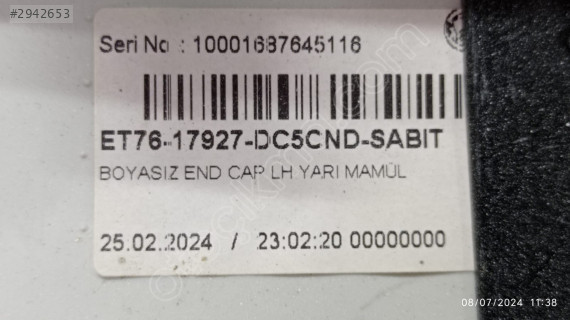 #2942653
Seri No : 10001687645116
ET76-17927-DC5CND-SABIT
BOYASIZ END CAP LH YARI MAMÜL
25.02.2024 / 23:02:20 00000000
08/07/2024 11:38